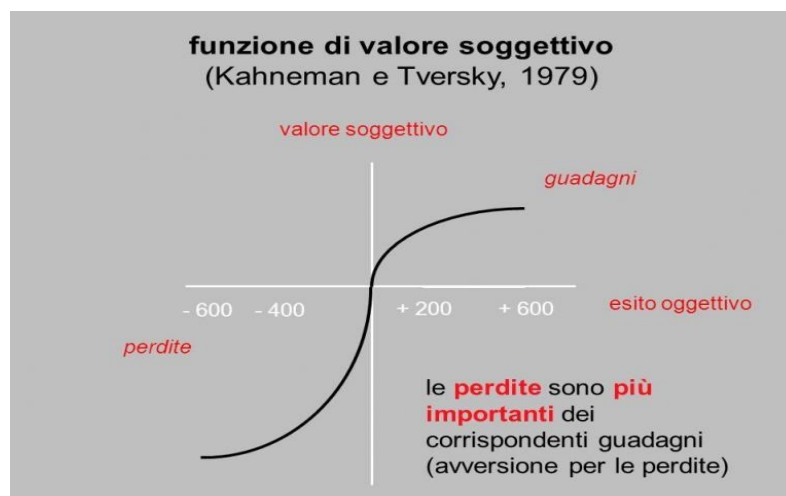 funzione di valore soggettivo
(Kahneman e Tversky, 1979)
valore soggettivo
guadagni
- 600 - 400 + 200 + 600
esito oggettivo
perdite
le perdite sono più
importanti dei
corrispondenti guadagni
(avversione per le perdite)